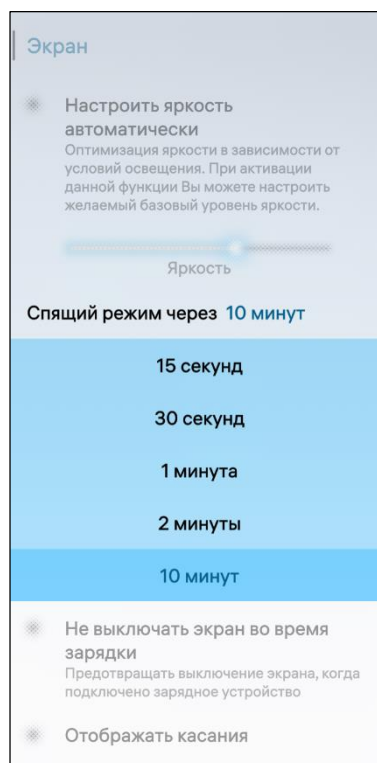 Экран
Настроить яркость
автоматически
Оптимизация яркости в зависимости от
условий освещения. При активации
данной функции Вы можете настроить
желаемый базовый уровень яркости.
Яркость
Спящий режим через 10 минут
15 секунд
30 секунд
1 минута
2 минуты
10 минут
Не выключать экран во время
зарядки
Предотвращать выключение экрана, когда
подключено зарядное устройство
Отображать касания